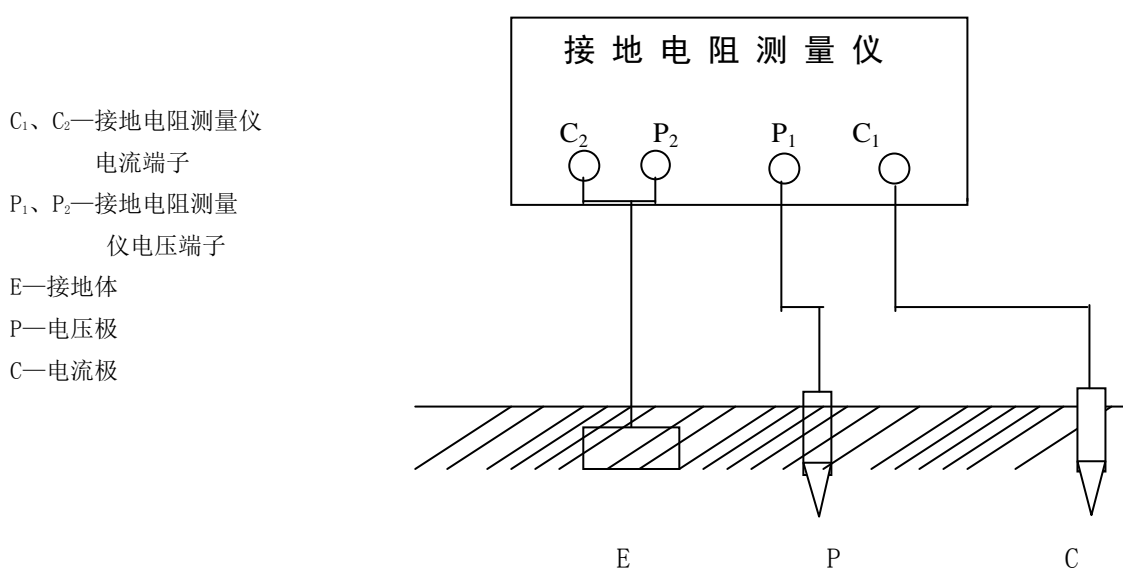 接地电阻测量仪
C₂ P₂ P₁ C₁
C₁、C₂—接地电阻测量仪
电流端子
P₁、P₂—接地电阻测量
仪电压端子
E—接地体
P—电压极
C—电流极
E P C